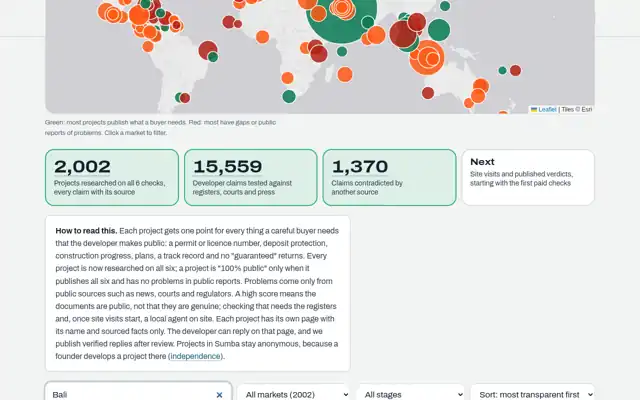 Leaflet | Tiles © Esri
Green: most projects publish what a buyer needs. Red: most have gaps or public
reports of problems. Click a market to filter.
2,002
Projects researched on all 6 checks,
every claim with its source
15,559
Developer claims tested against
registers, courts and press
1,370
Claims contradicted by
another source
Next
Site visits and published verdicts,
starting with the first paid checks
How to read this. Each project gets one point for every thing a careful buyer needs
that the developer makes public: a permit or licence number, deposit protection,
construction progress, plans, a track record and no "guaranteed" returns. Every
project is now researched on all six; a project is "100% public" only when it
publishes all six and has no problems in public reports. Problems come only from
public sources such as news, courts and regulators. A high score means the
documents are public, not that they are genuine; checking that needs the registers
and, once site visits start, a local agent on site. Each project has its own page with
its name and sourced facts only. The developer can reply on that page, and we
publish verified replies after review. Projects in Sumba stay anonymous, because a
founder develops a project there (independence).
Bali
All markets (2002)
All stages
Sort: most transparent first